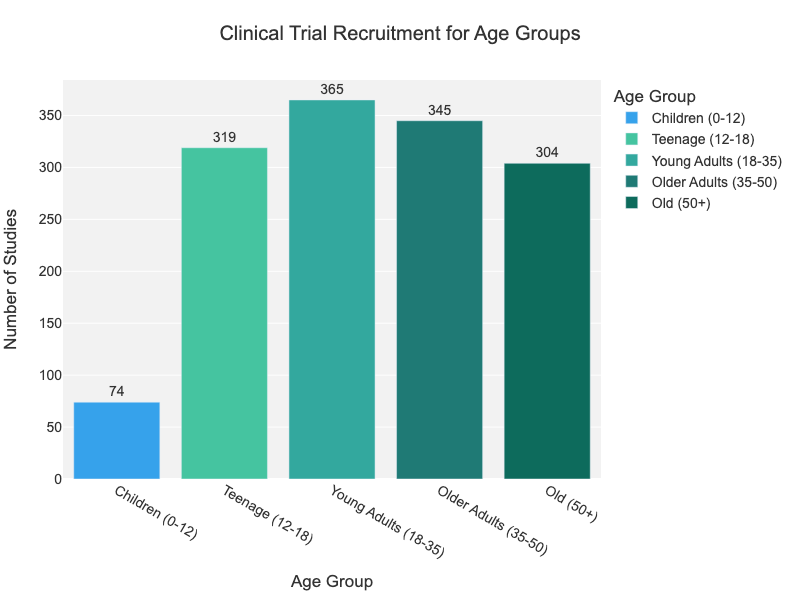 Clinical Trial Recruitment for Age Groups
Number of Studies
350
300
250
200
150
100
50
0
74
319
365
345
304
Children (0-12)
Teenage (12-18)
Young Adults (18-35)
Older Adults (35-50)
Old (50+)
Age Group
Age Group
Children (0-12)
Teenage (12-18)
Young Adults (18-35)
Older Adults (35-50)
Old (50+)